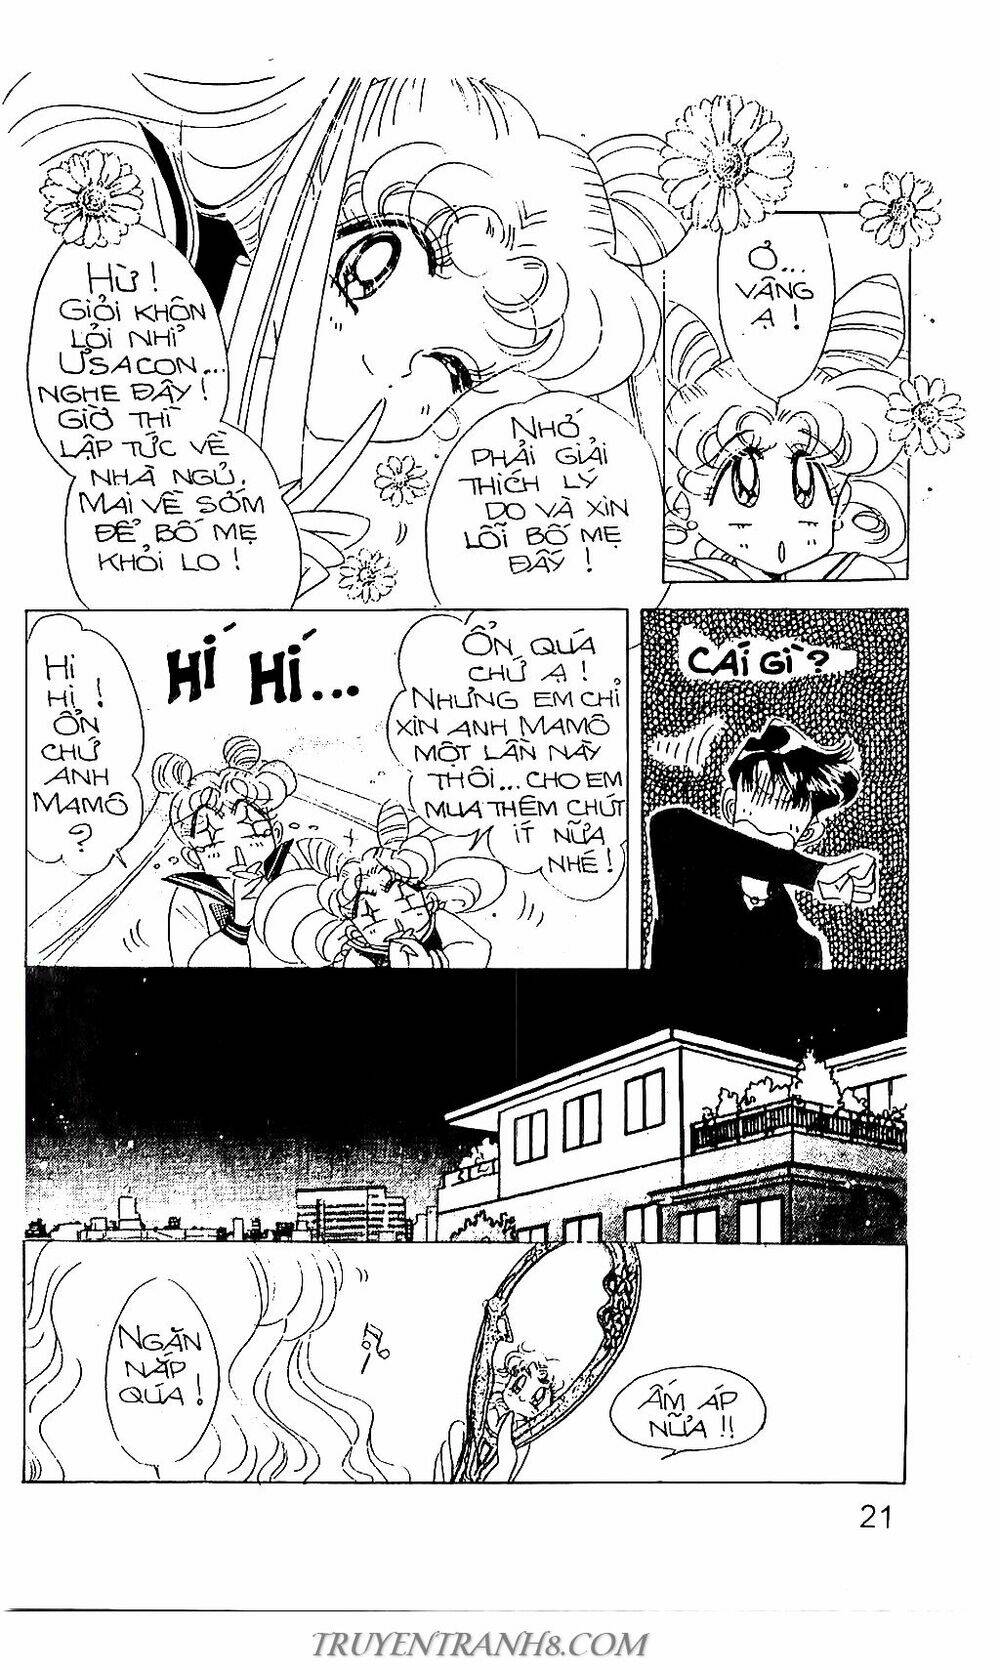 Ở...
VÂNG
Ạ !
HỪ !
GIỎI KHÔN
LỎI NHỈ
ƯSACON...
NGHE ĐÂY !
GIỜ THÌ
LẬP TỨC VỀ
NHÀ NGỦ,
MAI VỀ SỚM
ĐỂ BỐ MẸ
KHỎI LO !
NHỚ
PHẢI GIẢI
THÍCH LÝ
DO VÀ XIN
LỖI BỐ MẸ
ĐẤY !
HI
HI !
ỔN
CHỨ
ANH
MAMÔ
?
HÍ HÍ...
ỔN QUÁ
CHỨ Ạ !
NHƯNG EM CHỈ
XIN ANH MAMÔ
MỘT LẦN NÀY
THÔI... CHO EM
MUA THÊM CHÚT
ÍT NỮA
NHÉ !
CÁI GÌ ?
NGĂN
NẮP
QÚA !
ẤM ÁP
NỮA !!
21
TRUYENTRANH8.COM